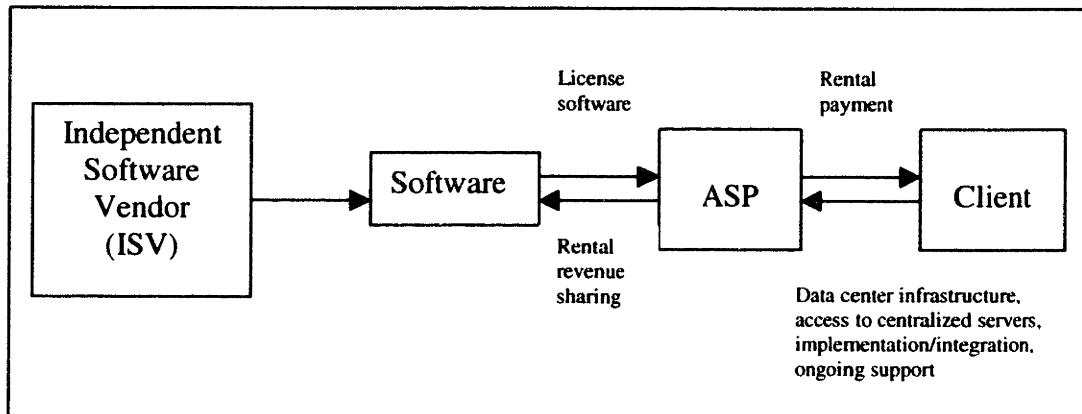 Independent
Software
Vendor
(ISV)
Software
License
software
Rental
revenue
sharing
ASP
Rental
payment
Data center infrastructure,
access to centralized servers,
implementation/integration,
ongoing support
Client